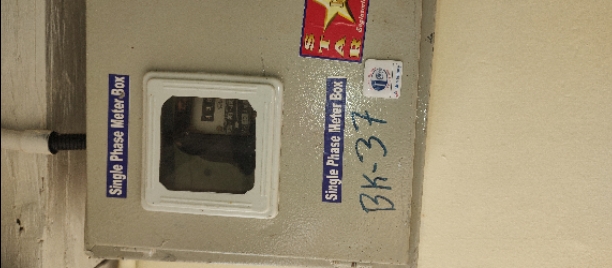 Single Phase Meter Box
STAR
Single Phase Meter Box
BK-37